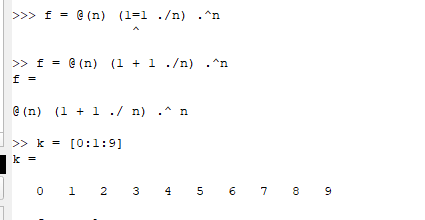 >>> f = @(n) (1=1 ./n) .^n
^
>> f = @(n) (1 + 1 ./n) .^n
f =
@(n) (1 + 1 ./ n) .^ n
>> k = [0:1:9]
k =
0 1 2 3 4 5 6 7 8 9